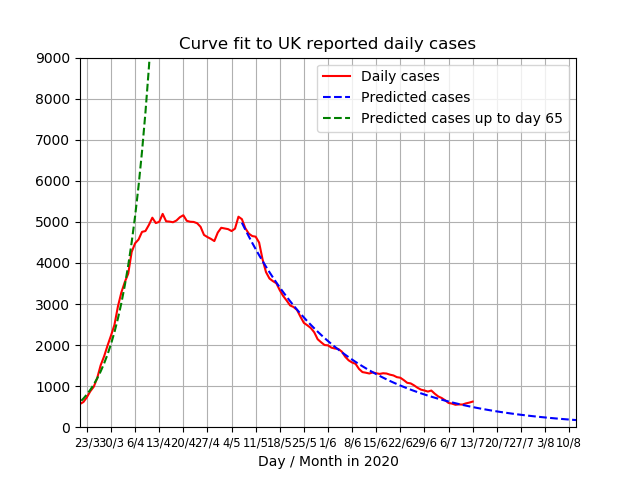 Curve fit to UK reported daily cases
Daily cases
Predicted cases
Predicted cases up to day 65
9000
8000
7000
6000
5000
4000
3000
2000
1000
0
23/3 30/3 6/4 13/4 20/4 27/4 4/5 11/5 18/5 25/5 1/6 8/6 15/6 22/6 29/6 6/7 13/7 20/7 27/7 3/8 10/8
Day / Month in 2020